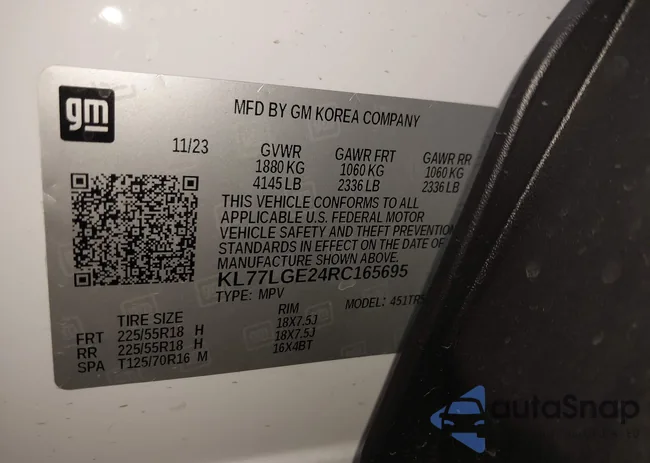 gm
MFD BY GM KOREA COMPANY
11/23 GVWR GAWR FRT GAWR RR
1880 KG 1060 KG 1060 KG
4145 LB 2336 LB 2336 LB
THIS VEHICLE CONFORMS TO ALL
APPLICABLE U.S. FEDERAL MOTOR
VEHICLE SAFETY AND THEFT PREVENTION
STANDARDS IN EFFECT ON THE DATE OF
MANUFACTURE SHOWN ABOVE.
KL77LGE24RC165695
TYPE: MPV MODEL: 451TR5
TIRE SIZE RIM
FRT 225/55R18 H 18X7.5J
RR 225/55R18 H 18X7.5J
SPA T125/70R16 M 16X4BT
autoSnap